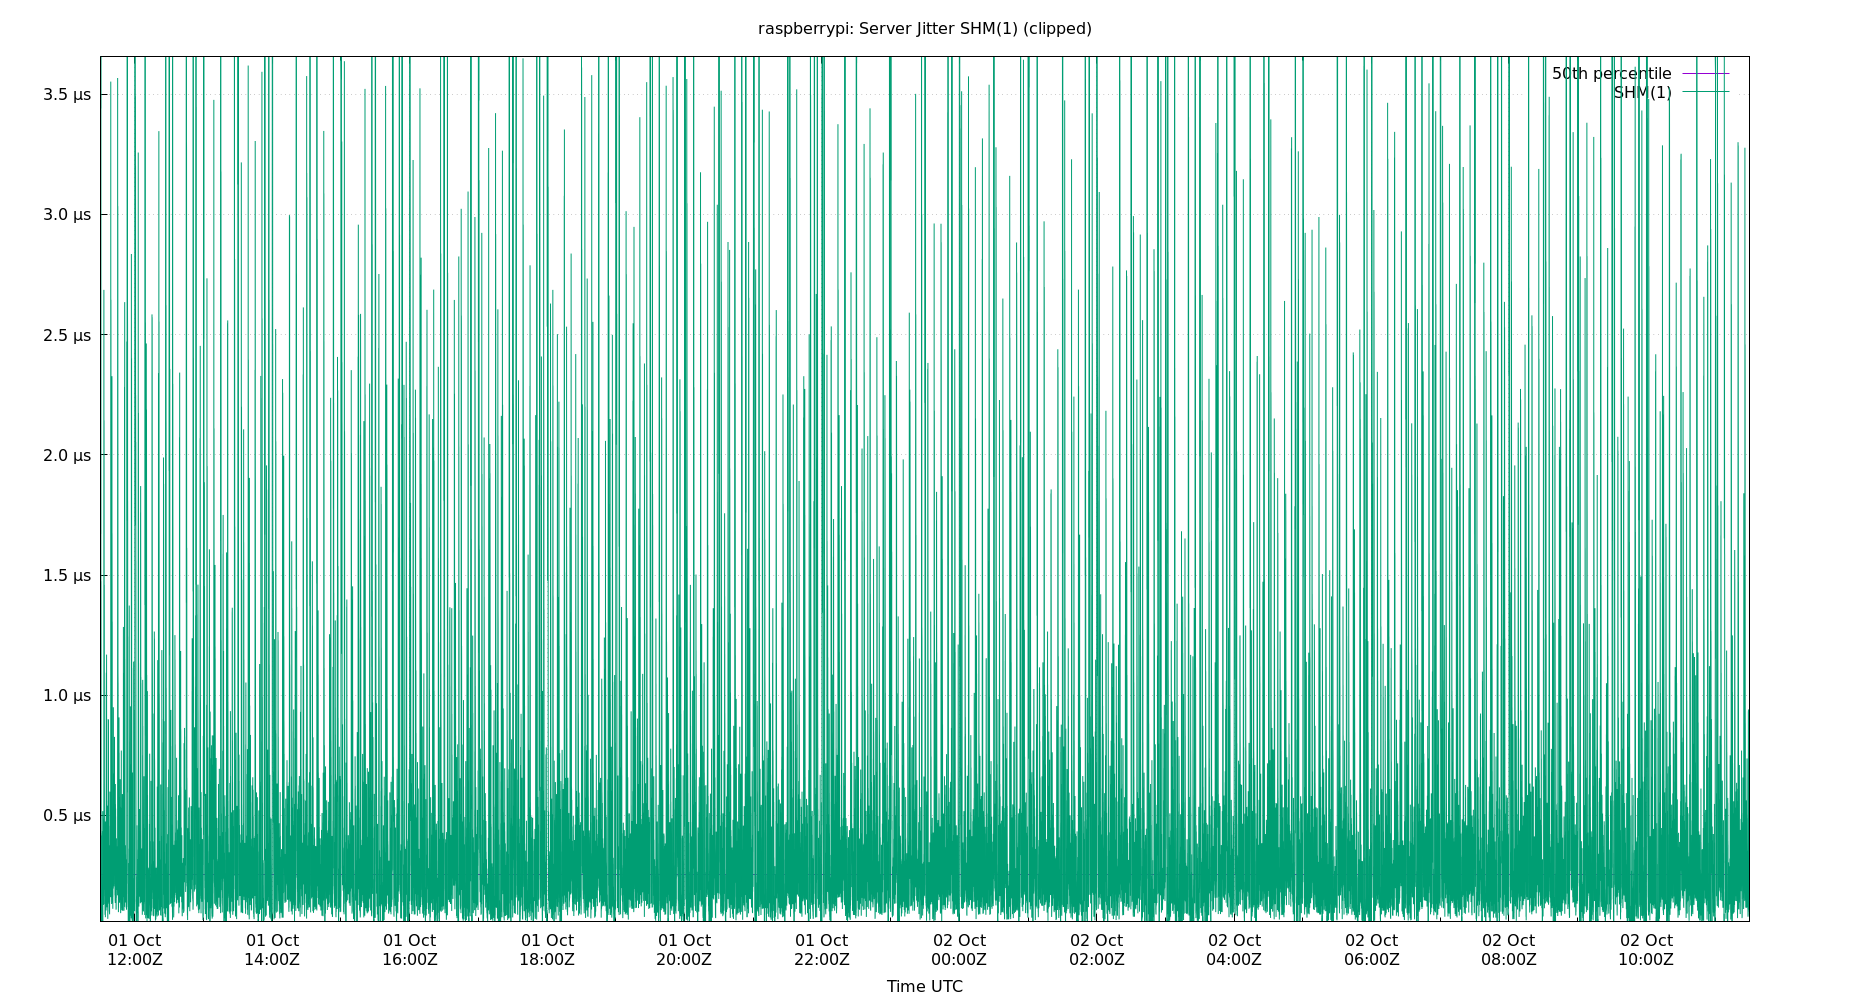 raspberrypi: Server Jitter SHM(1) (clipped)
50th percentile
SHM(1)
3.5 µs
3.0 µs
2.5 µs
2.0 µs
1.5 µs
1.0 µs
0.5 µs
01 Oct 01 Oct 01 Oct 01 Oct 01 Oct 01 Oct 02 Oct 02 Oct 02 Oct 02 Oct 02 Oct 02 Oct
12:00Z 14:00Z 16:00Z 18:00Z 20:00Z 22:00Z 00:00Z 02:00Z 04:00Z 06:00Z 08:00Z 10:00Z
Time UTC